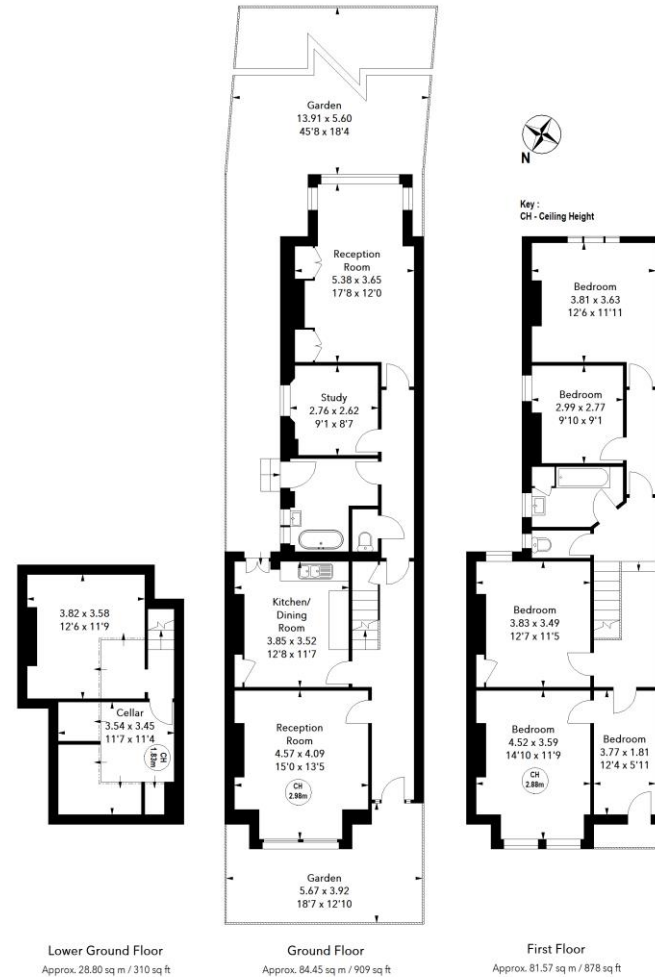 Garden
13.91 x 5.60
45'8 x 18'4
N
Key :
CH - Ceiling Height
Reception
Room
5.38 x 3.65
17'8 x 12'0
Study
2.76 x 2.62
9'1 x 8'7
Kitchen/
Dining
Room
3.85 x 3.52
12'8 x 11'7
Reception
Room
4.57 x 4.09
15'0 x 13'5
CH
2.98m
Garden
5.67 x 3.92
18'7 x 12'10
Bedroom
3.81 x 3.63
12'6 x 11'11
Bedroom
2.99 x 2.77
9'10 x 9'1
Bedroom
3.83 x 3.49
12'7 x 11'5
Bedroom
4.52 x 3.59
14'10 x 11'9
CH
2.88m
Bedroom
3.77 x 1.81
12'4 x 5'11
3.82 x 3.58
12'6 x 11'9
Cellar
3.54 x 3.45
11'7 x 11'4
CH
1.83m
Lower Ground Floor
Approx. 28.80 sq m / 310 sq ft
Ground Floor
Approx. 84.45 sq m / 909 sq ft
First Floor
Approx. 81.57 sq m / 878 sq ft